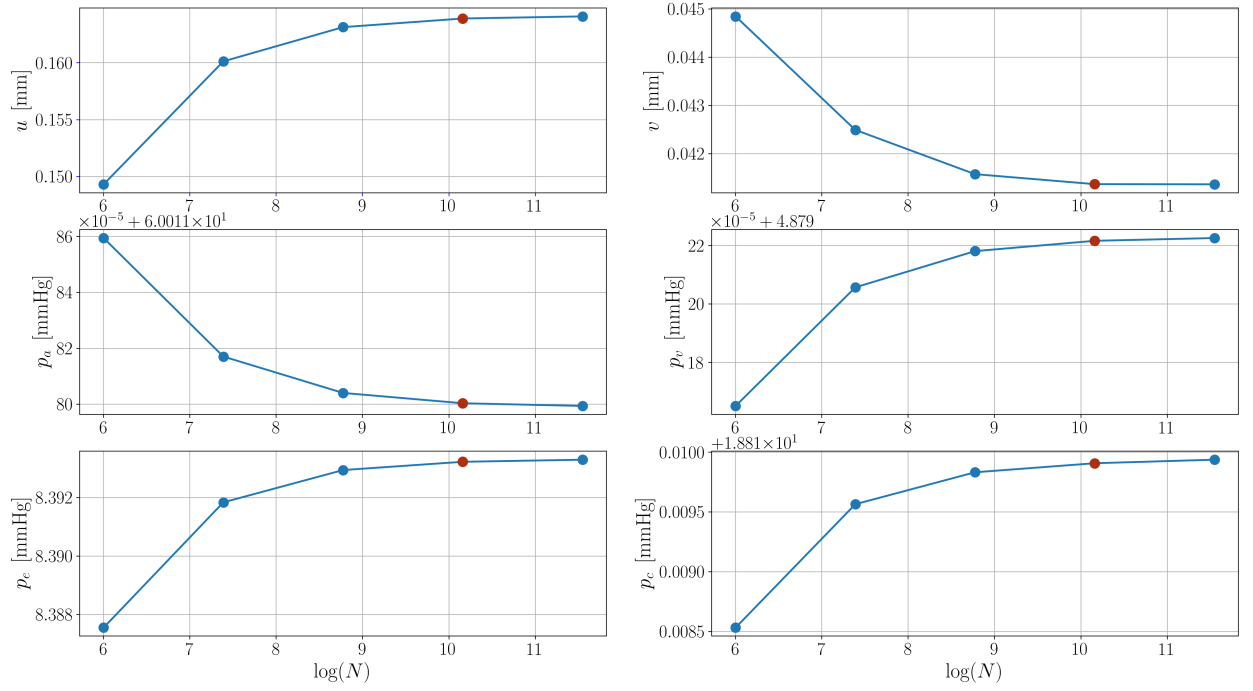 0.160
0.155
0.150
u [mm]
6 7 8 9 10 11
0.045
0.044
0.043
0.042
v [mm]
6 7 8 9 10 11
×10⁻⁵ + 6.0011×10¹
86
84
82
80
pₐ [mmHg]
6 7 8 9 10 11
×10⁻⁵ + 4.879
22
20
18
pᵥ [mmHg]
6 7 8 9 10 11
8.392
8.390
8.388
pₑ [mmHg]
6 7 8 9 10 11
log(N)
+1.881×10¹
0.0100
0.0095
0.0090
0.0085
p_c [mmHg]
6 7 8 9 10 11
log(N)